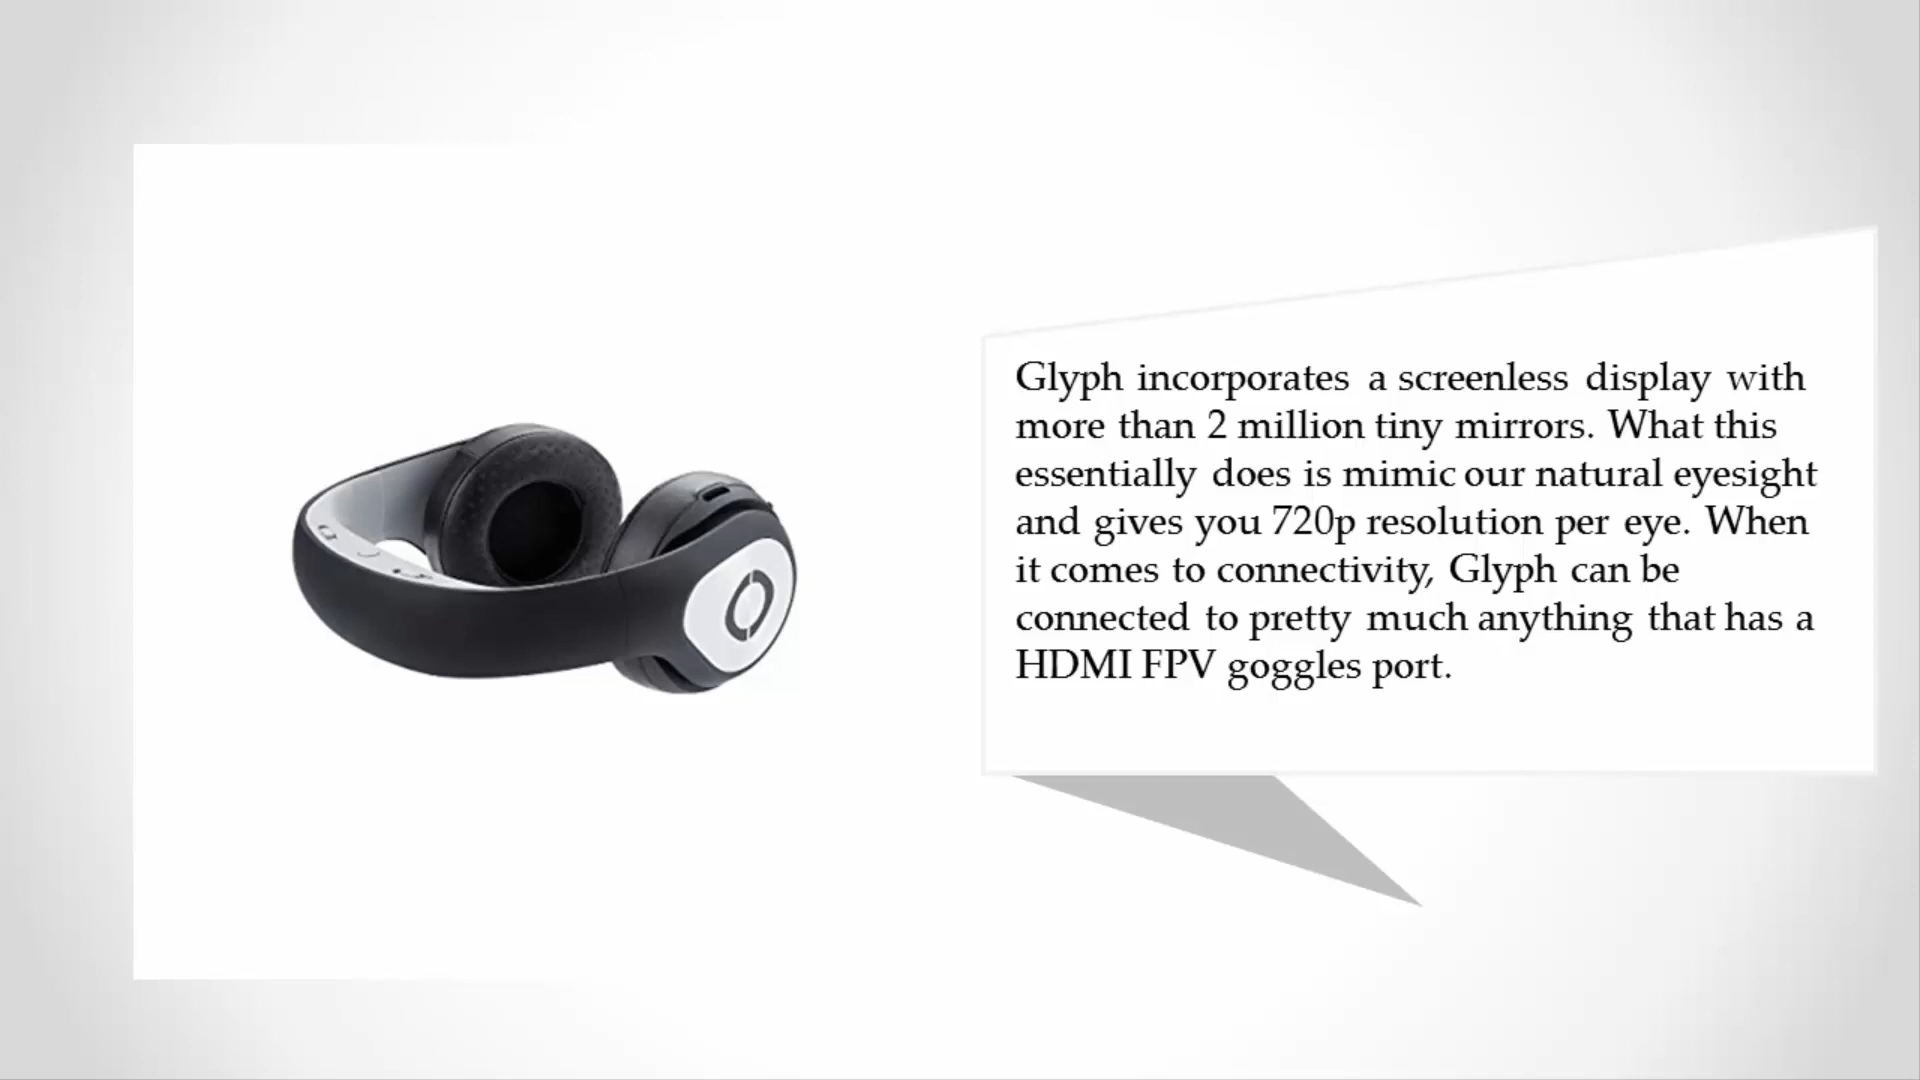 Glyph incorporates a screenless display with
more than 2 million tiny mirrors. What this
essentially does is mimic our natural eyesight
and gives you 720p resolution per eye. When
it comes to connectivity, Glyph can be
connected to pretty much anything that has a
HDMI FPV goggles port.